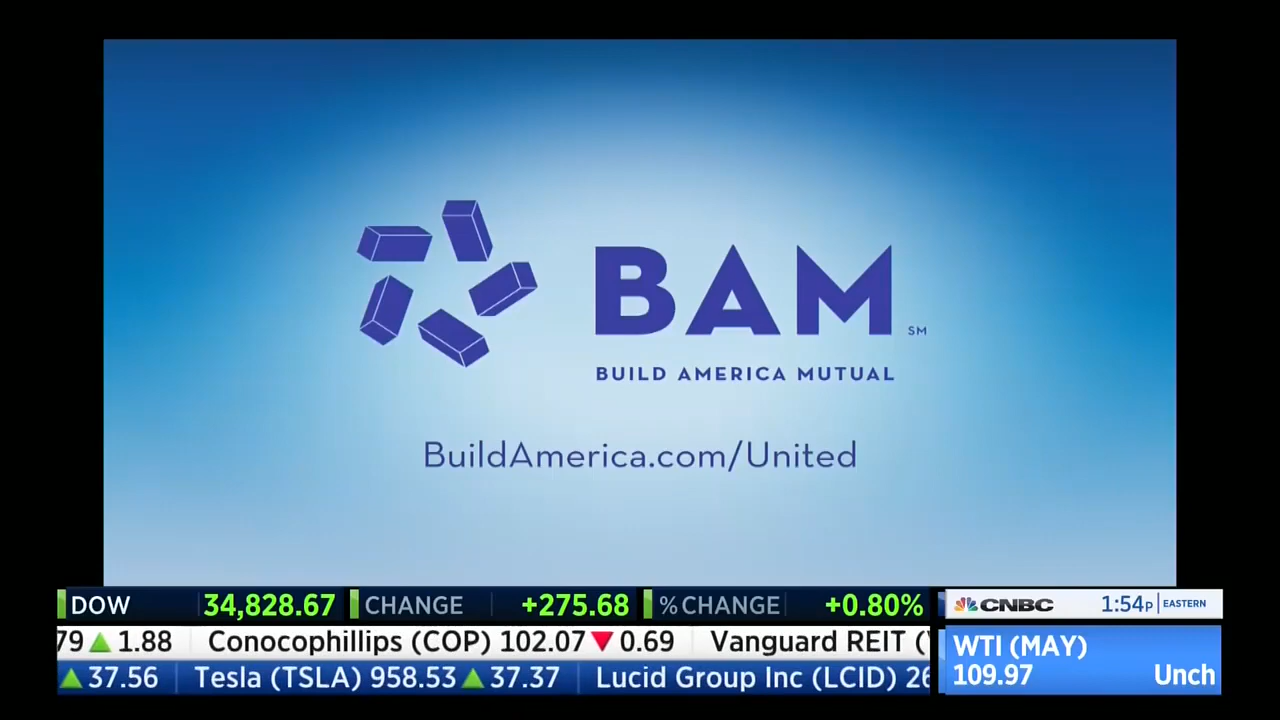 BAM
SM
BUILD AMERICA MUTUAL
BuildAmerica.com/United
DOW 34,828.67 CHANGE +275.68 % CHANGE +0.80% CNBC 1:54P EASTERN
79 ▲ 1.88 Conocophillips (COP) 102.07 ▼ 0.69 Vanguard REIT (
WTI (MAY)
109.97 Unch
▲ 37.56 Tesla (TSLA) 958.53 ▲ 37.37 Lucid Group Inc (LCID) 26